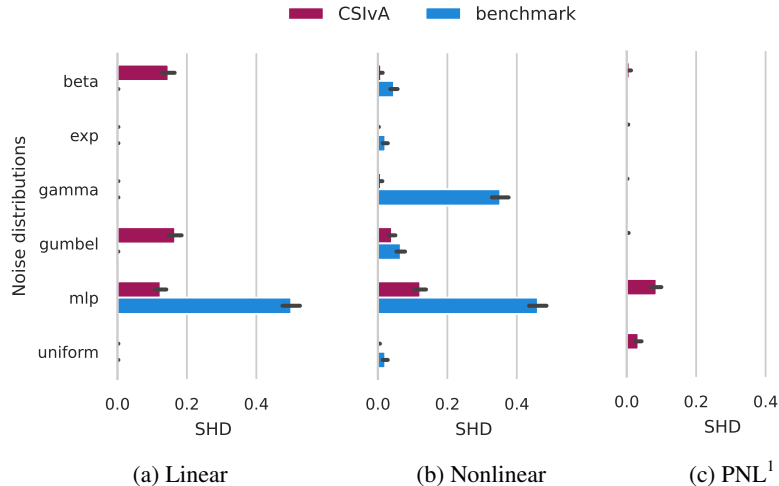 CSIvA benchmark
Noise distributions
beta
exp
gamma
gumbel
mlp
uniform
0.0 0.2 0.4
SHD
(a) Linear
0.0 0.2 0.4
SHD
(b) Nonlinear
0.0 0.2 0.4
SHD
(c) PNL¹